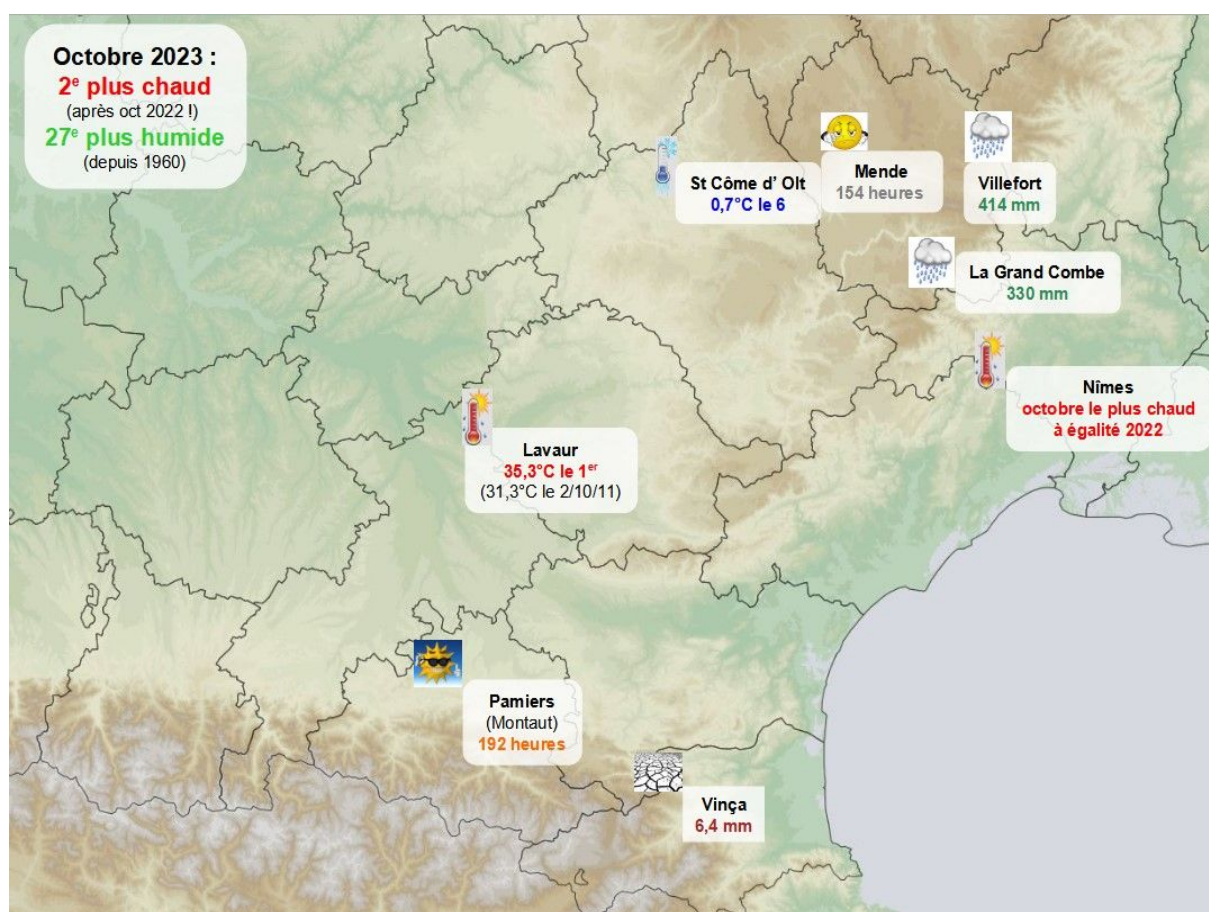 Octobre 2023 :
2e plus chaud
(après oct 2022 !)
27e plus humide
(depuis 1960)
St Côme d' Olt
0,7°C le 6
Mende
154 heures
Villefort
414 mm
La Grand Combe
330 mm
Nîmes
octobre le plus chaud
à égalité 2022
Lavaur
35,3°C le 1er
(31,3°C le 2/10/11)
Pamiers
(Montaut)
192 heures
Vinça
6,4 mm